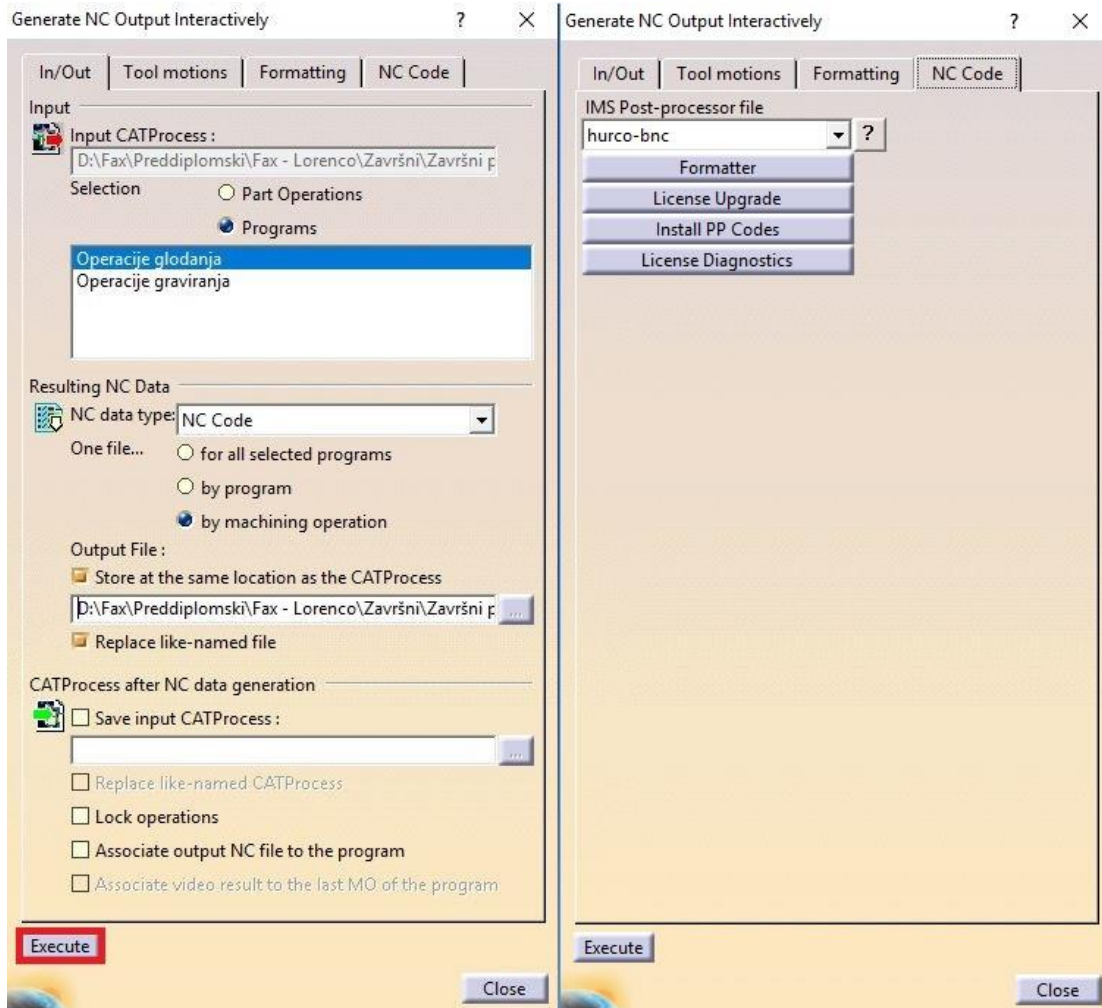 Generate NC Output Interactively ? ×
In/Out Tool motions Formatting NC Code
Input
Input CATProcess :
D:\Fax\Preddiplomski\Fax - Lorenco\Završni\Završni p
Selection
Part Operations
Programs
Operacije glodanja
Operacije graviranja
Resulting NC Data
NC data type: NC Code
One file... for all selected programs
by program
by machining operation
Output File :
Store at the same location as the CATProcess
D:\Fax\Preddiplomski\Fax - Lorenco\Završni\Završni p ...
Replace like-named file
CATProcess after NC data generation
Save input CATProcess :
...
Replace like-named CATProcess
Lock operations
Associate output NC file to the program
Associate video result to the last MO of the program
Execute
Close
Generate NC Output Interactively ? ×
In/Out Tool motions Formatting NC Code
IMS Post-processor file
hurco-bnc ?
Formatter
License Upgrade
Install PP Codes
License Diagnostics
Execute
Close